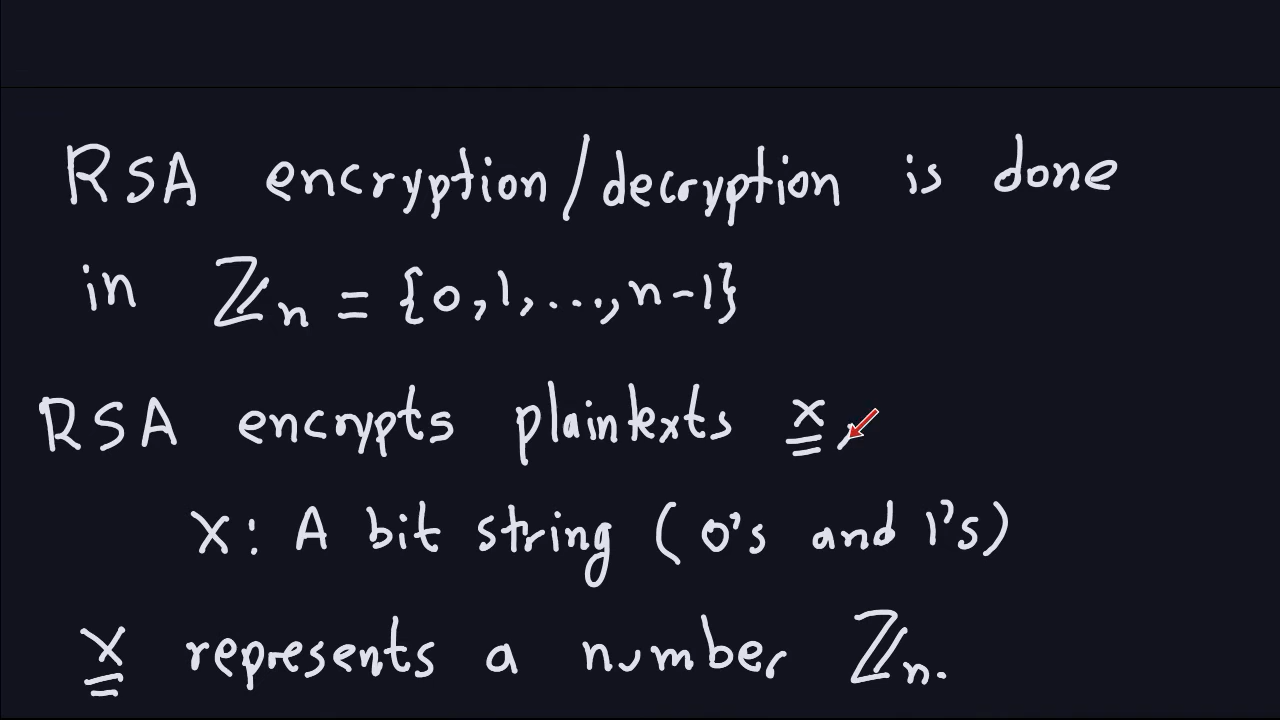 RSA encryption/decryption is done
in ℤn = {0,1,...,n-1}
RSA encrypts plaintexts x,
x: A bit string (0's and 1's)
x represents a number ℤn.